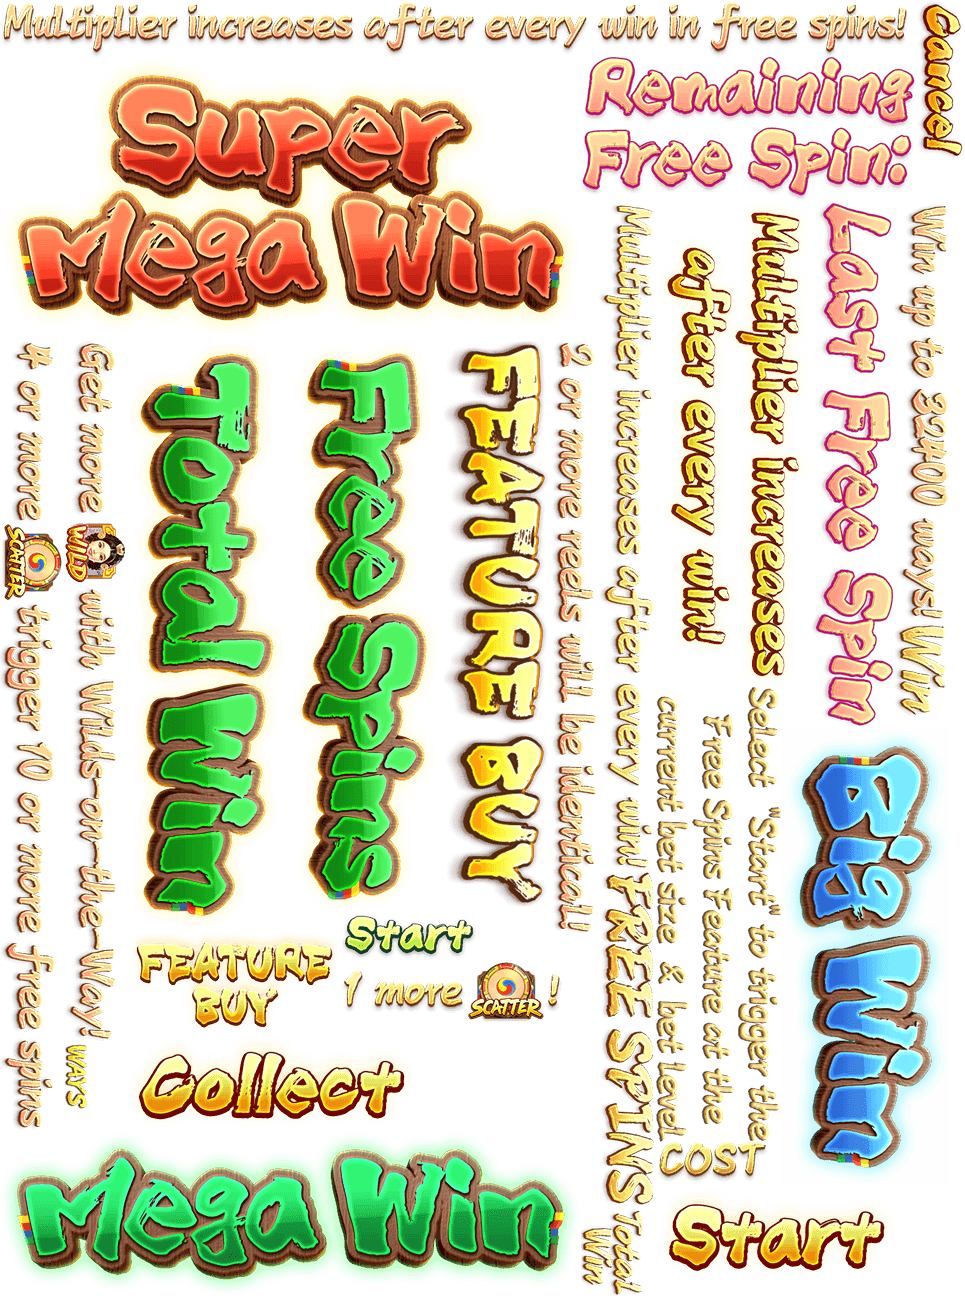 Multiplier increases after every win in free spins!
Cancel
Super
Mega Win
Remaining
Free Spin:
Win up to 32400 ways!
Win
Last Free Spin
Multiplier increases
after every win!
Multiplier increases after every win!
2 or more reels will be identical!
FEATURE BUY
Free Spins
Total Win
Get more WILD with Wilds-on-the-Way!
4 or more SCATTER trigger 10 or more free spins
WAYS
Select "Start" to trigger the
Free Spins Feature at the
current bet size & bet level
Big Win
FREE SPINS
Start
FEATURE
BUY
1 more SCATTER !
Collect
COST
Mega Win
Total
Win
Start